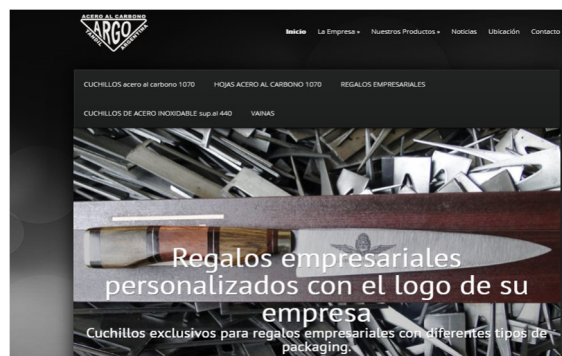 ACERO AL CARBONO
ARGO
TANDIL ARGENTINA
Inicio La Empresa » Nuestros Productos » Noticias Ubicación Contacto
CUCHILLOS acero al carbono 1070 HOJAS ACERO AL CARBONO 1070 REGALOS EMPRESARIALES
CUCHILLOS DE ACERO INOXIDABLE sup.al 440 VAINAS
Regalos empresariales
personalizados con el logo de su
empresa
Cuchillos exclusivos para regalos empresariales con diferentes tipos de
packaging.